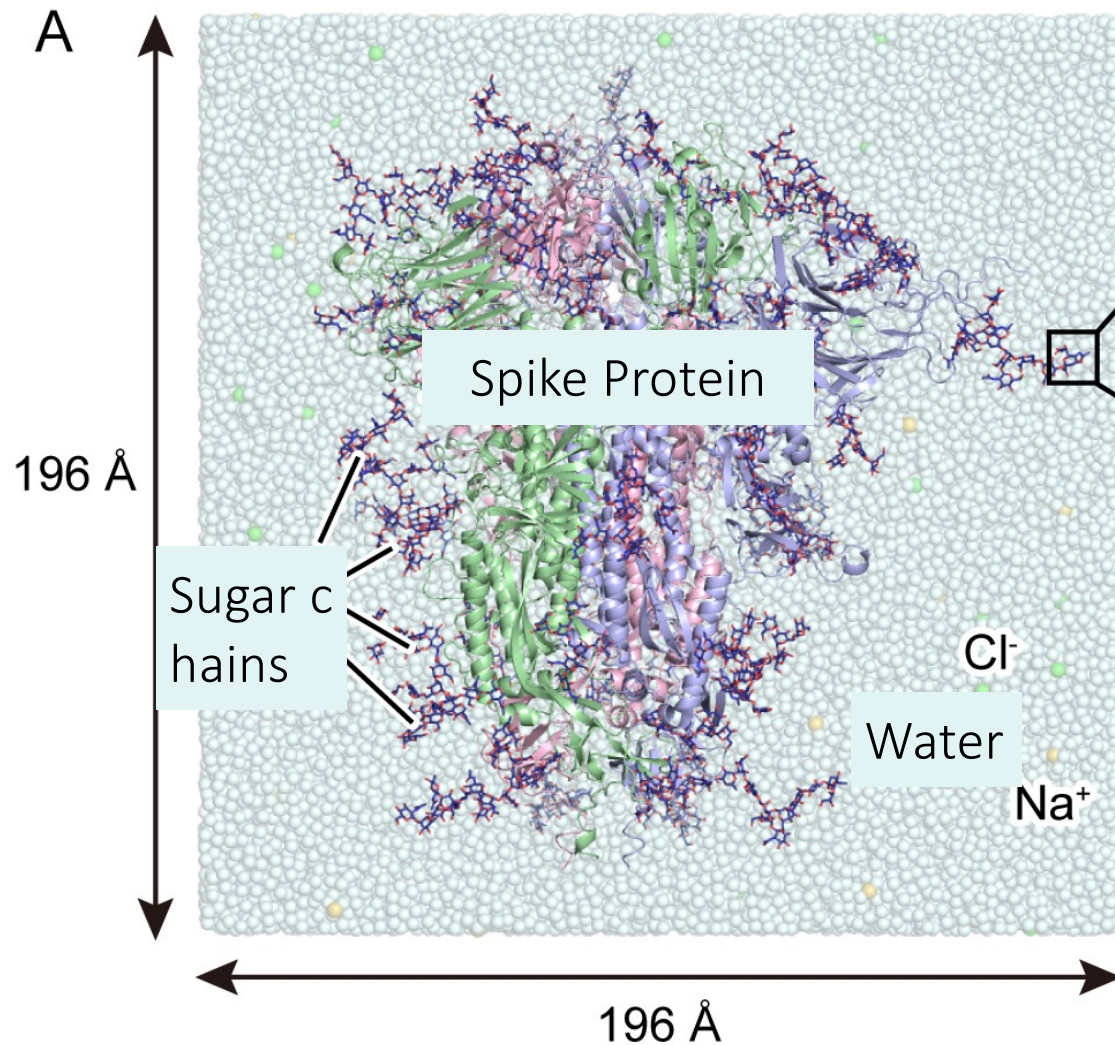 A
Spike Protein
196 Å
Sugar c
hains
Cl⁻
Water
Na⁺
196 Å